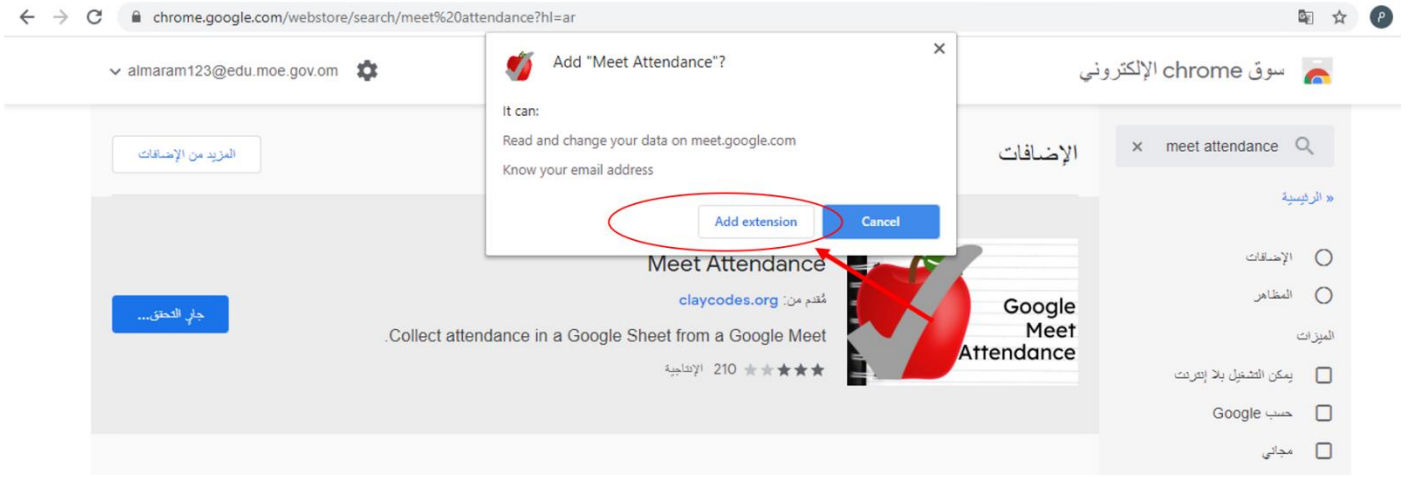 chrome.google.com/webstore/search/meet%20attendance?hl=ar
P
almaram123@edu.moe.gov.om
سوق chrome الإلكتروني
Add "Meet Attendance"?
It can:
Read and change your data on meet.google.com
Know your email address
Add extension
Cancel
meet attendance
« الرئيسية
الإضافات
المظاهر
الميزات
يمكن التشغيل بلا إنترنت
حسب Google
مجاني
الإضافات
المزيد من الإضافات
Meet Attendance
مُقدم من: claycodes.org
.Collect attendance in a Google Sheet from a Google Meet
210 الإنتاجية
جارٍ التحقق...
Google
Meet
Attendance